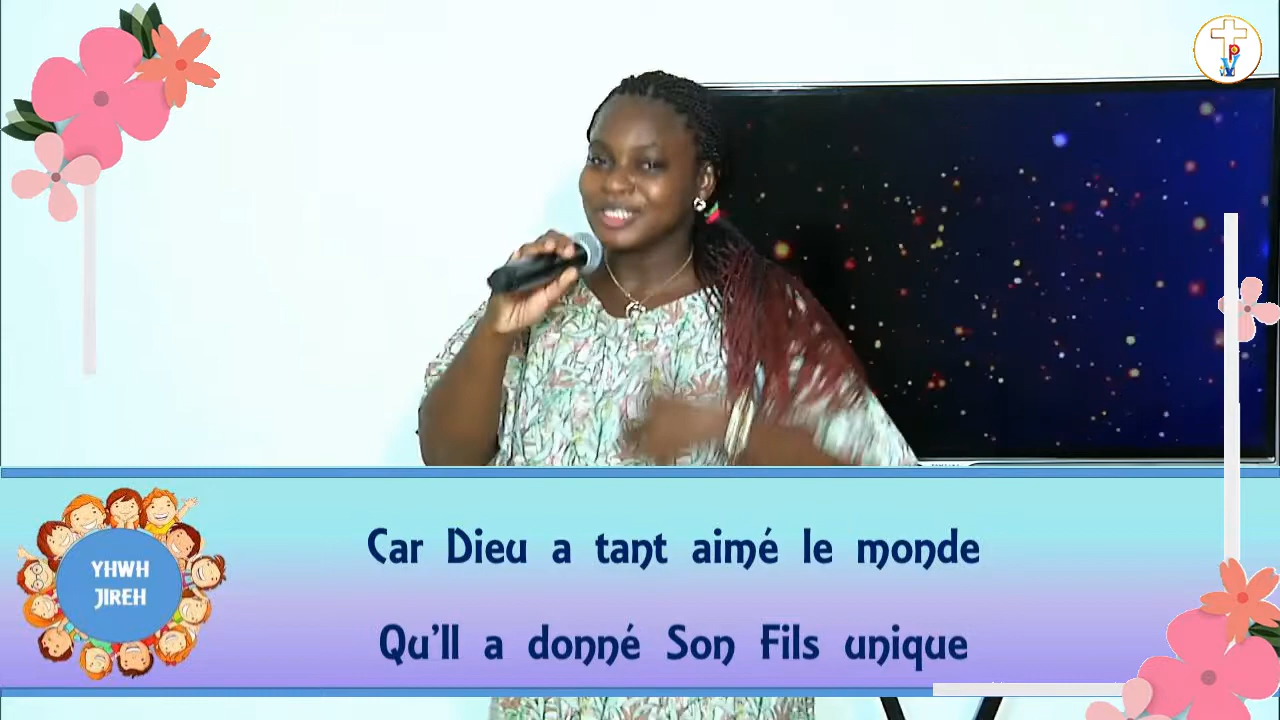 YHWH
JIREH
Car Dieu a tant aimé le monde
Qu'Il a donné Son Fils unique